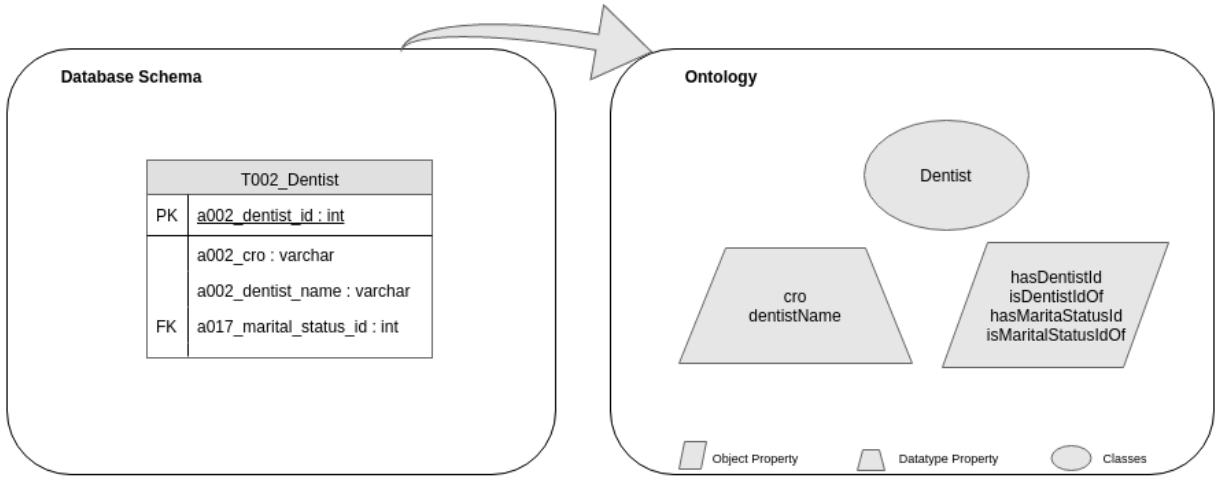 Database Schema
T002_Dentist
PK a002_dentist_id : int
a002_cro : varchar
a002_dentist_name : varchar
FK a017_marital_status_id : int
Ontology
Dentist
cro
dentistName
hasDentistId
isDentistIdOf
hasMaritaStatusId
isMaritalStatusIdOf
Object Property
Datatype Property
Classes